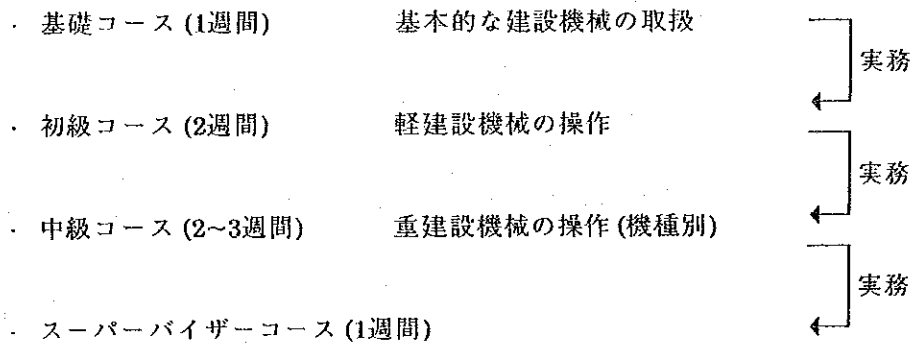 · 基礎コース (1週間) 基本的な建設機械の取扱
実務
· 初級コース (2週間) 軽建設機械の操作
実務
· 中級コース (2~3週間) 重建設機械の操作 (機種別)
実務
· スーパーバイザーコース (1週間)